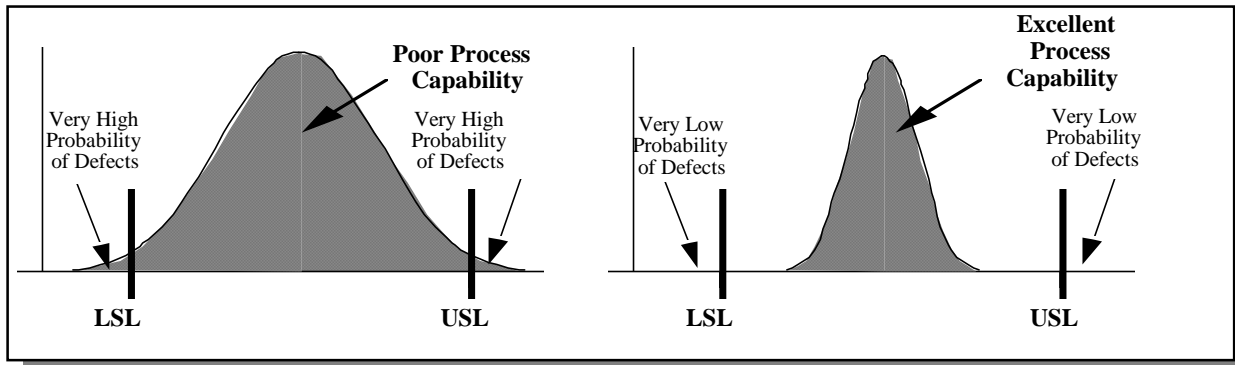 Poor Process
Capability
Very High
Probability
of Defects
Very High
Probability
of Defects
LSL
USL
Excellent
Process
Capability
Very Low
Probability
of Defects
Very Low
Probability
of Defects
LSL
USL